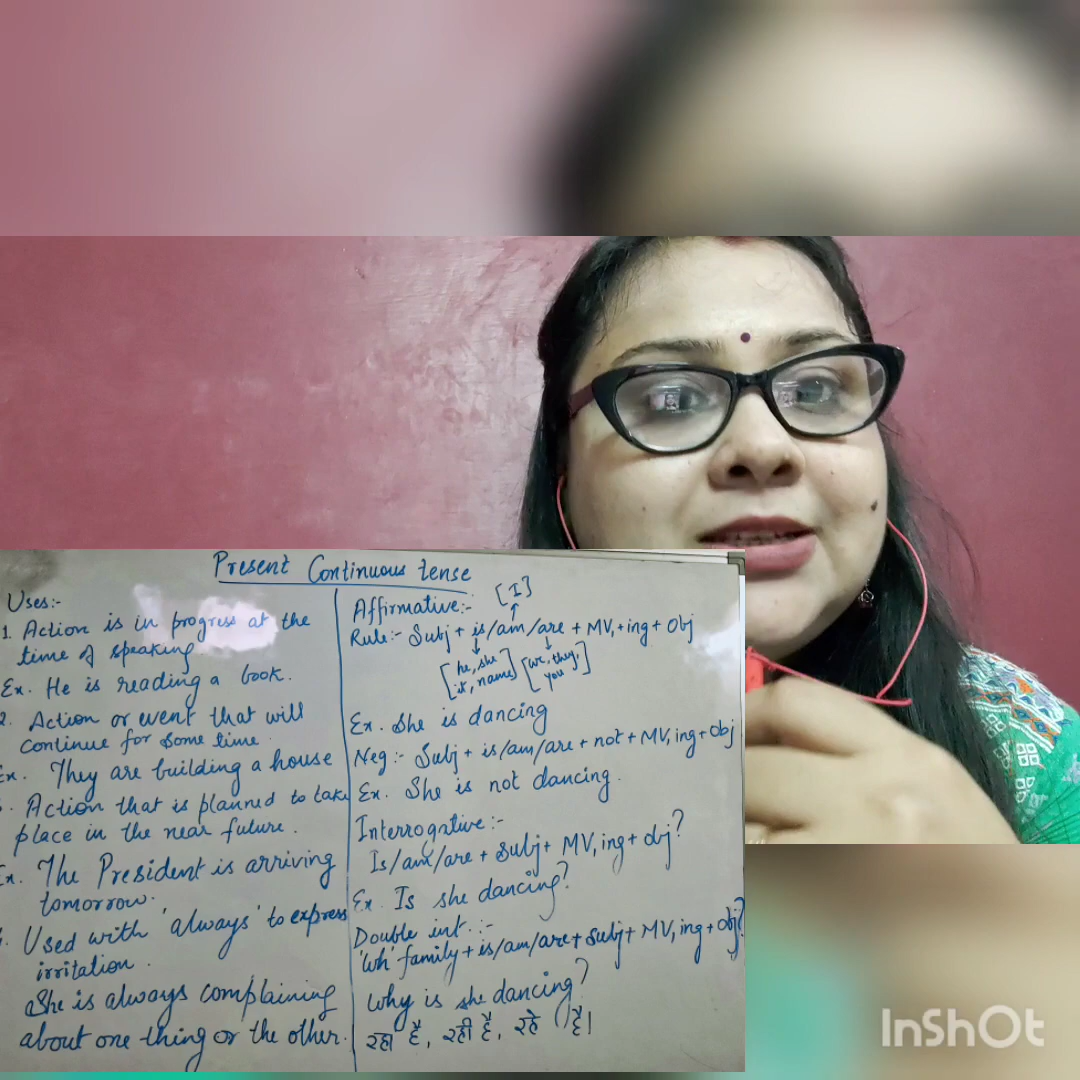 Present Continuous tense
Uses:-
1. Action is in progress at the
time of speaking
Ex. He is reading a book.
2. Action or event that will
continue for some time.
Ex. They are building a house
Action that is planned to take
place in the near future.
Ex. The President is arriving
tomorrow.
Used with 'always' to express
irritation.
She is always complaining
about one thing or the other.
Affirmative:- [I]
Rule:- Subj + is/am/are + MV₁+ing + Obj
[he, she [we, they,
it, name] you]
Ex. She is dancing
Neg:- Subj + is/am/are + not + MV, ing + Obj
Ex. She is not dancing.
Interrogative:-
Is/am/are + subj + MV, ing + obj?
Ex. Is she dancing?
Double int.:-
'Wh' family + is/am/are + Subj + MV, ing + Obj?
Why is she dancing?
रहा है, रही है, रहे हैं।
InShOt